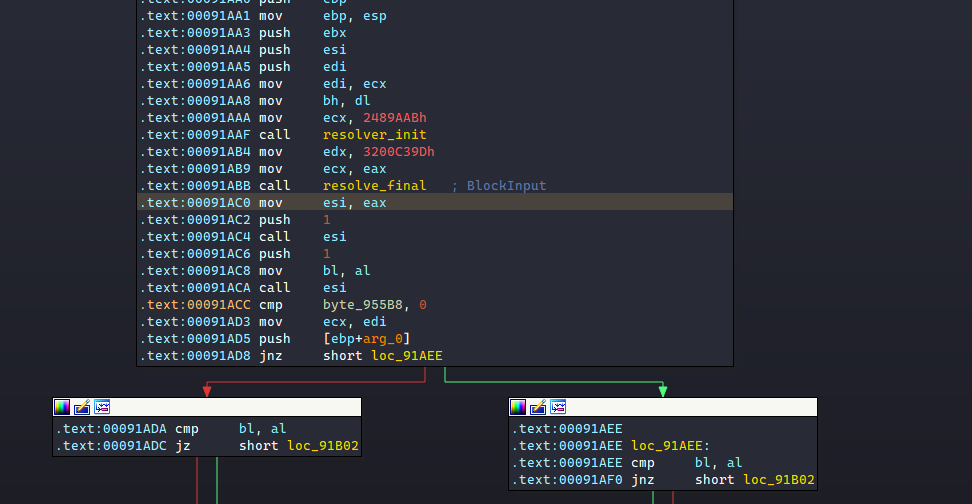 .text:00091AA0 push ebp
.text:00091AA1 mov ebp, esp
.text:00091AA3 push ebx
.text:00091AA4 push esi
.text:00091AA5 push edi
.text:00091AA6 mov edi, ecx
.text:00091AA8 mov bh, dl
.text:00091AAA mov ecx, 2489AABh
.text:00091AAF call resolver_init
.text:00091AB4 mov edx, 3200C39Dh
.text:00091AB9 mov ecx, eax
.text:00091ABB call resolve_final ; BlockInput
.text:00091AC0 mov esi, eax
.text:00091AC2 push 1
.text:00091AC4 call esi
.text:00091AC6 push 1
.text:00091AC8 mov bl, al
.text:00091ACA call esi
.text:00091ACC cmp byte_955B8, 0
.text:00091AD3 mov ecx, edi
.text:00091AD5 push [ebp+arg_0]
.text:00091AD8 jnz short loc_91AEE
.text:00091ADA cmp bl, al
.text:00091ADC jz short loc_91B02
.text:00091AEE
.text:00091AEE loc_91AEE:
.text:00091AEE cmp bl, al
.text:00091AF0 jnz short loc_91B02